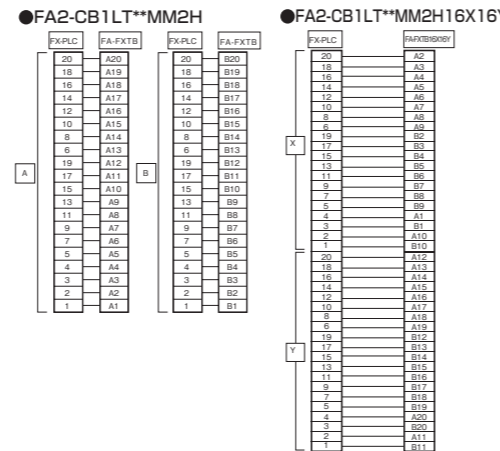 ●FA2-CB1LT**MM2H
FX-PLC FA-FXTB FX-PLC FA-FXTB
20 A20 20 B20
18 A19 18 B19
16 A18 16 B18
14 A17 14 B17
12 A16 12 B16
10 A15 10 B15
8 A14 8 B14
6 A13 6 B13
19 A12 19 B12
A 17 A11 B 17 B11
15 A10 15 B10
13 A9 13 B9
11 A8 11 B8
9 A7 9 B7
7 A6 7 B6
5 A5 5 B5
4 A4 4 B4
3 A3 3 B3
2 A2 2 B2
1 A1 1 B1
●FA2-CB1LT**MM2H16X16Y
FX-PLC FA-FXTB16X16Y
20 A2
18 A3
16 A4
14 A5
12 A6
10 A7
8 A8
6 A9
19 B2
X 17 B3
15 B4
13 B5
11 B6
9 B7
7 B8
5 B9
4 A1
3 B1
2 A10
1 B10
20 A12
18 A13
16 A14
14 A15
12 A16
10 A17
8 A18
6 A19
19 B12
Y 17 B13
15 B14
13 B15
11 B16
9 B17
7 B18
5 B19
4 A20
3 B20
2 A11
1 B11